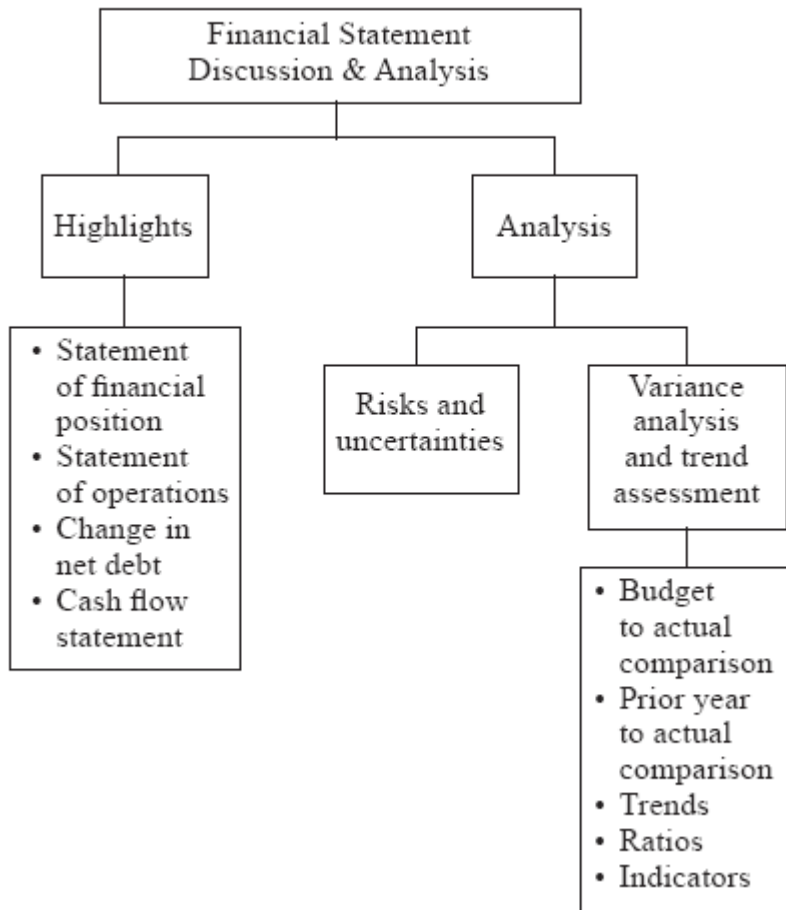 Financial Statement
Discussion & Analysis
Highlights
Analysis
• Statement
of financial
position
• Statement
of operations
• Change in
net debt
• Cash flow
statement
Risks and
uncertainties
Variance
analysis
and trend
assessment
• Budget
to actual
comparison
• Prior year
to actual
comparison
• Trends
• Ratios
• Indicators